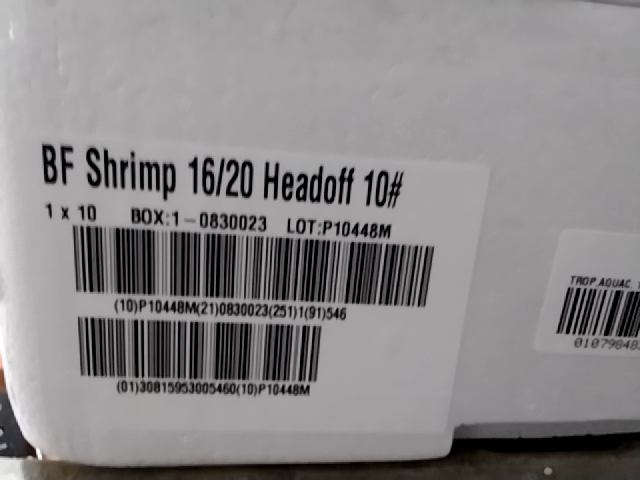 BF Shrimp 16/20 Headoff 10#
1 x 10 BOX:1-0830023 LOT:P10448M
(10)P10448M(21)0830023(251)1(91)546
(01)30815953005460(10)P10448M
TROP.AQUAC.